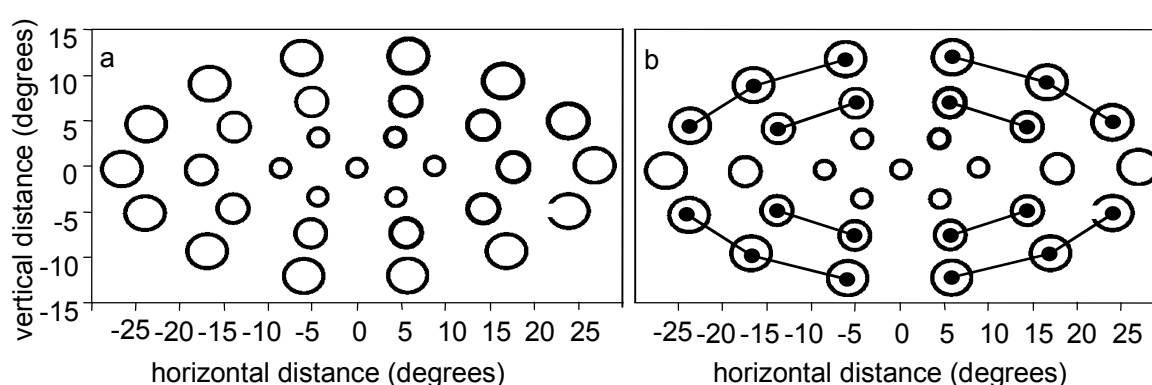 15
10
5
0
-5
-10
-15
vertical distance (degrees)
a
-25 -20 -15 -10 -5 0 5 10 15 20 25
horizontal distance (degrees)
b
-25 -20 -15 -10 -5 0 5 10 15 20 25
horizontal distance (degrees)